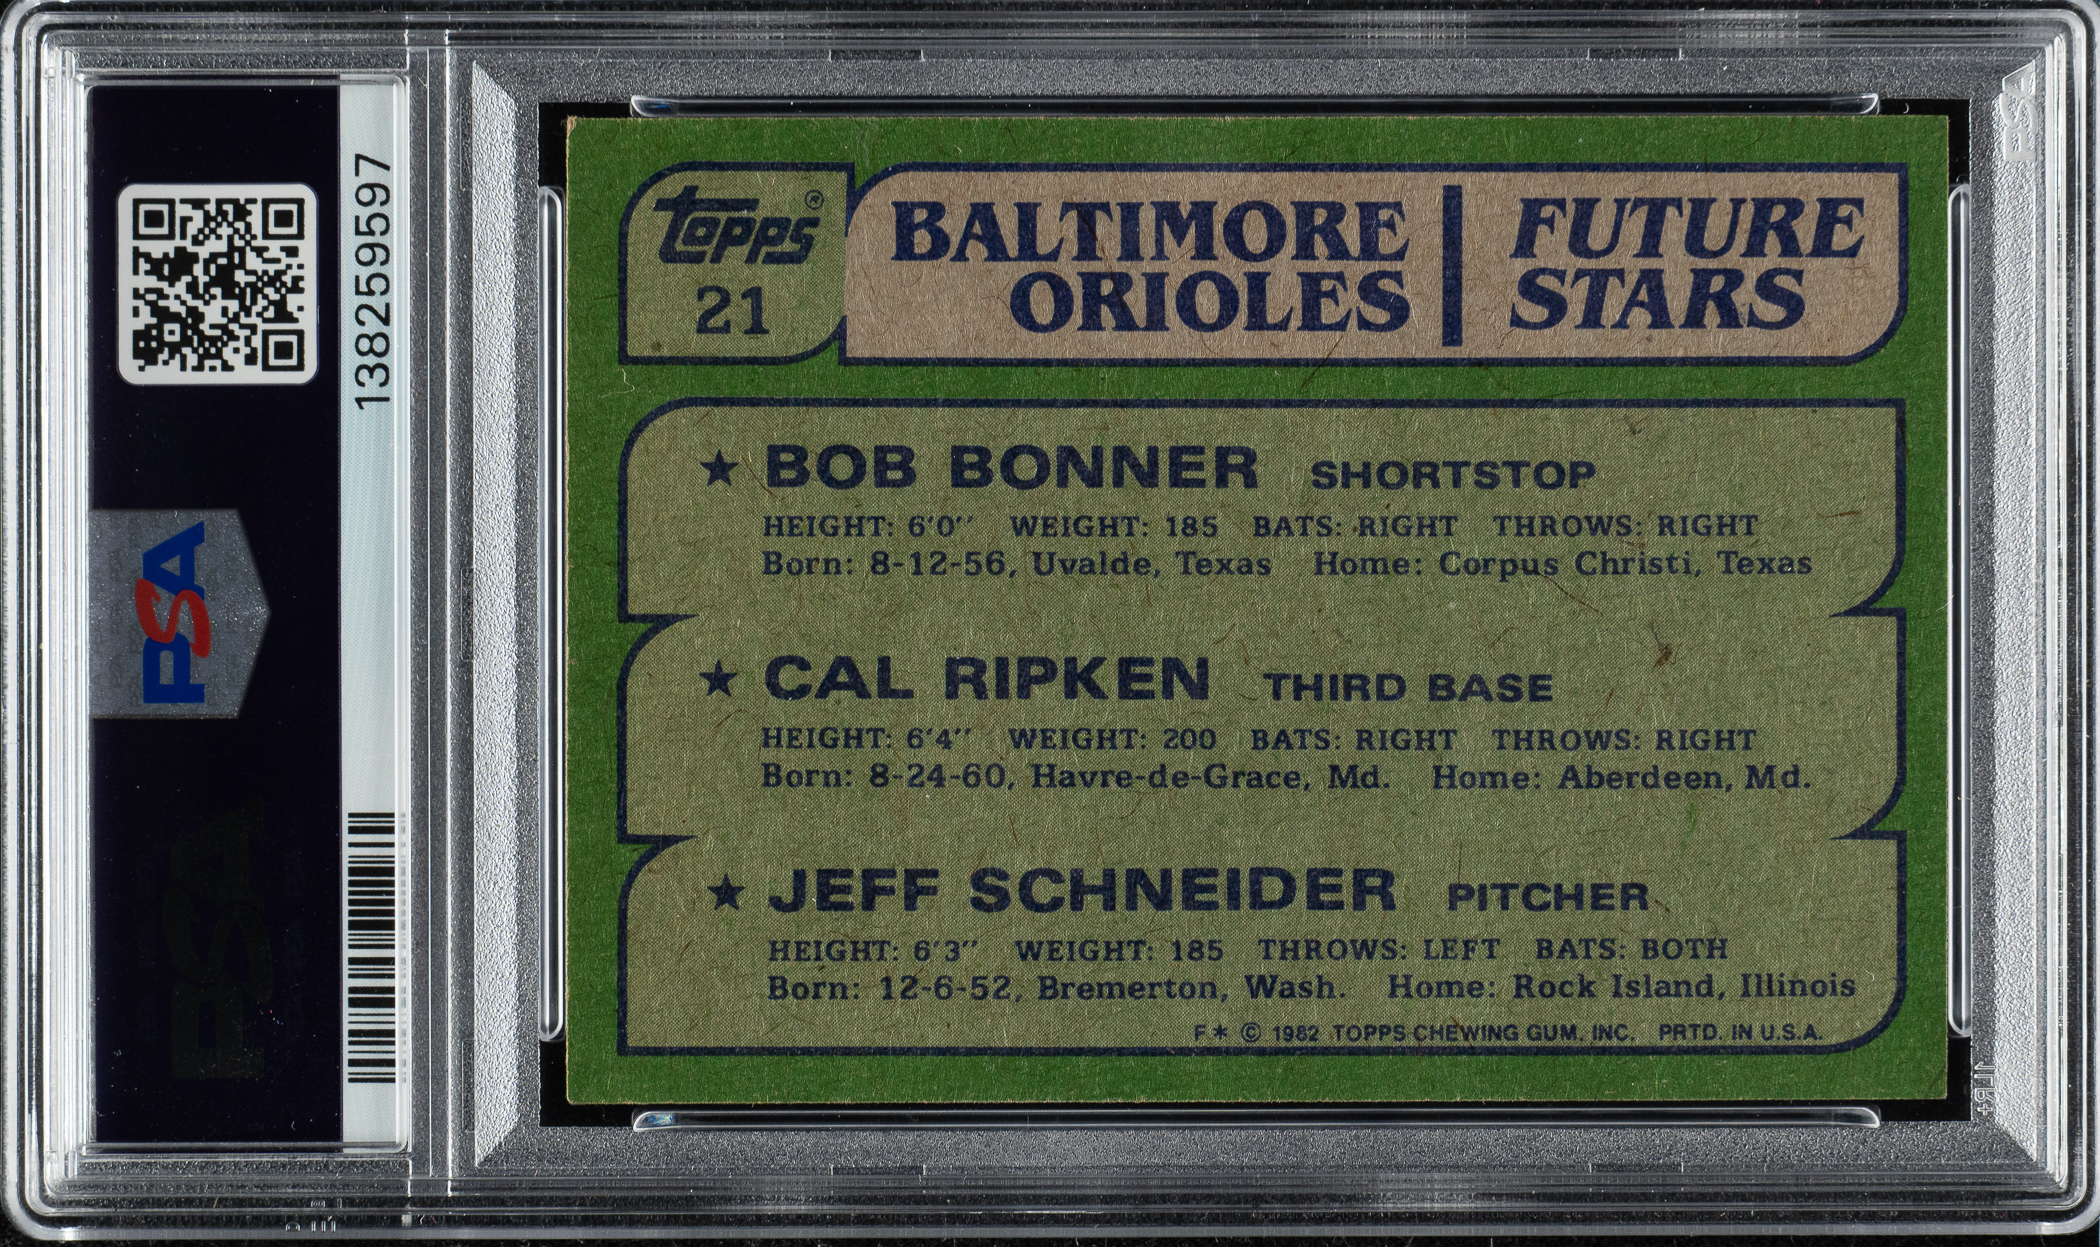 138259597
PSA
topps®
21
BALTIMORE
ORIOLES
FUTURE
STARS
★ BOB BONNER SHORTSTOP
HEIGHT: 6'0'' WEIGHT: 185 BATS: RIGHT THROWS: RIGHT
Born: 8-12-56, Uvalde, Texas Home: Corpus Christi, Texas
★ CAL RIPKEN THIRD BASE
HEIGHT: 6'4'' WEIGHT: 200 BATS: RIGHT THROWS: RIGHT
Born: 8-24-60, Havre-de-Grace, Md. Home: Aberdeen, Md.
★ JEFF SCHNEIDER PITCHER
HEIGHT: 6'3'' WEIGHT: 185 THROWS: LEFT BATS: BOTH
Born: 12-6-52, Bremerton, Wash. Home: Rock Island, Illinois
F* © 1982 TOPPS CHEWING GUM, INC. PRTD. IN U.S.A.
PSA
PSA